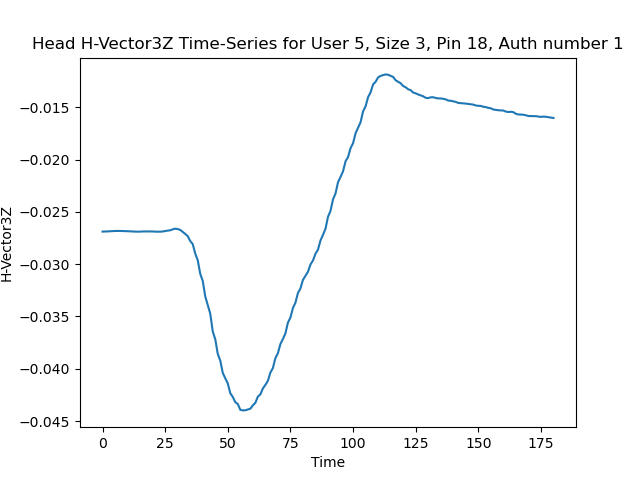 Head H-Vector3Z Time-Series for User 5, Size 3, Pin 18, Auth number 1
−0.015
−0.020
−0.025
−0.030
−0.035
−0.040
−0.045
H-Vector3Z
0 25 50 75 100 125 150 175
Time